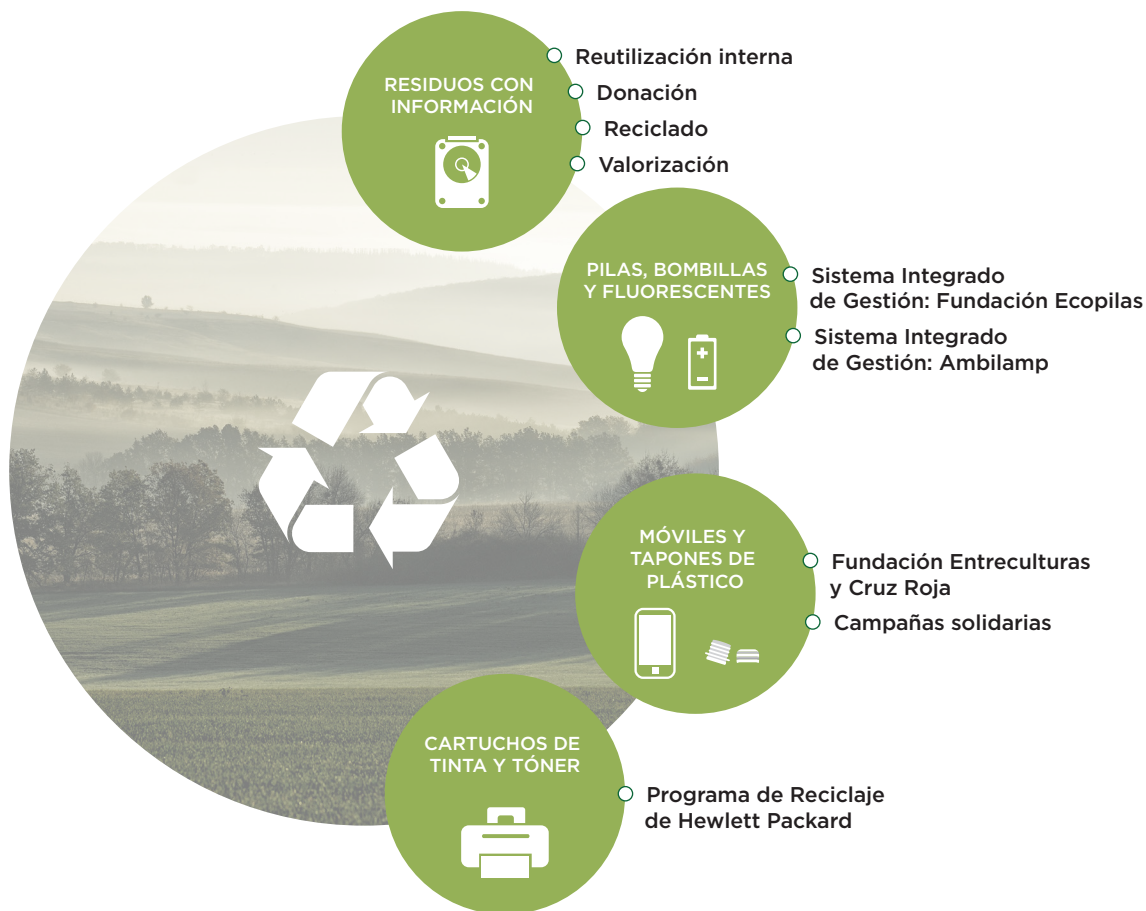 RESIDUOS CON
INFORMACIÓN
Reutilización interna
Donación
Reciclado
Valorización
PILAS, BOMBILLAS
Y FLUORESCENTES
Sistema Integrado
de Gestión: Fundación Ecopilas
Sistema Integrado
de Gestión: Ambilamp
MÓVILES Y
TAPONES DE
PLÁSTICO
Fundación Entreculturas
y Cruz Roja
Campañas solidarias
CARTUCHOS DE
TINTA Y TÓNER
Programa de Reciclaje
de Hewlett Packard